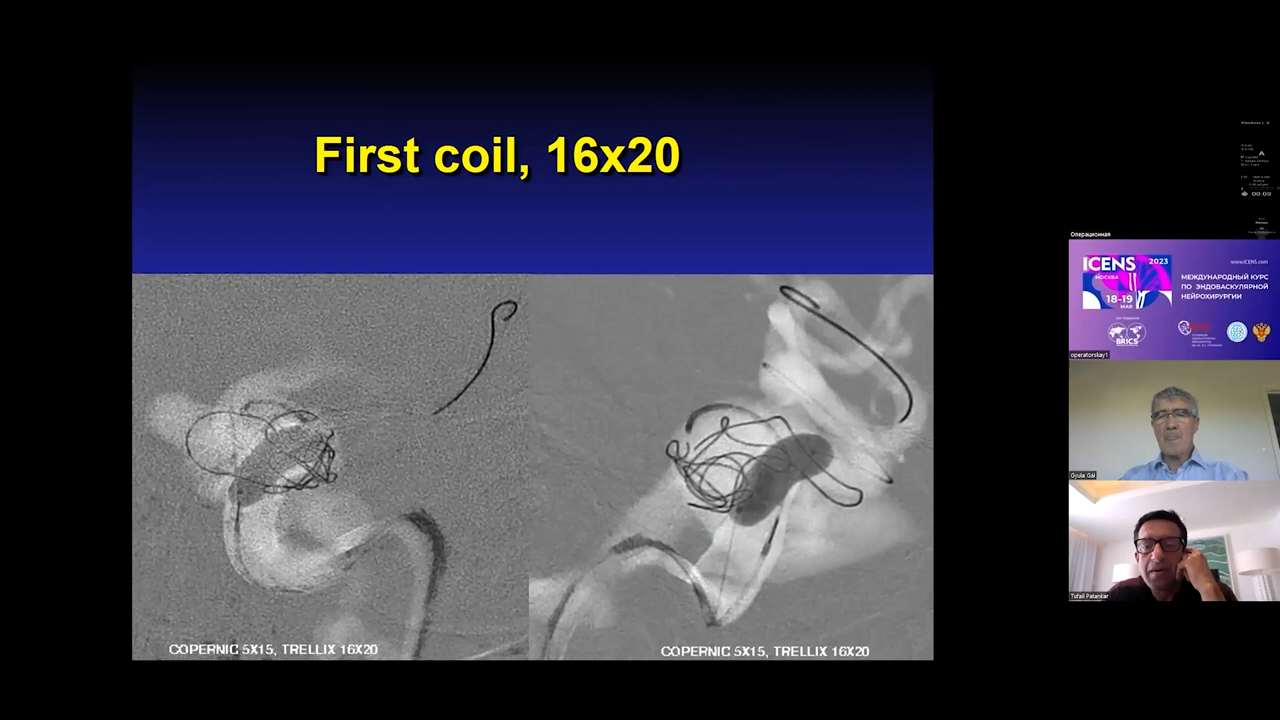 First coil, 16x20
COPERNIC 5X15, TRELLIX 16X20
COPERNIC 5X15, TRELLIX 16X20
Операционная
ICENS 2023
МОСКВА
18-19
МАЯ
www.ICENS.com
МЕЖДУНАРОДНЫЙ КУРС
ПО ЭНДОВАСКУЛЯРНОЙ
НЕЙРОХИРУРГИИ
BRICS
operatorskay1
Gyula Gál
Tufail Patankar